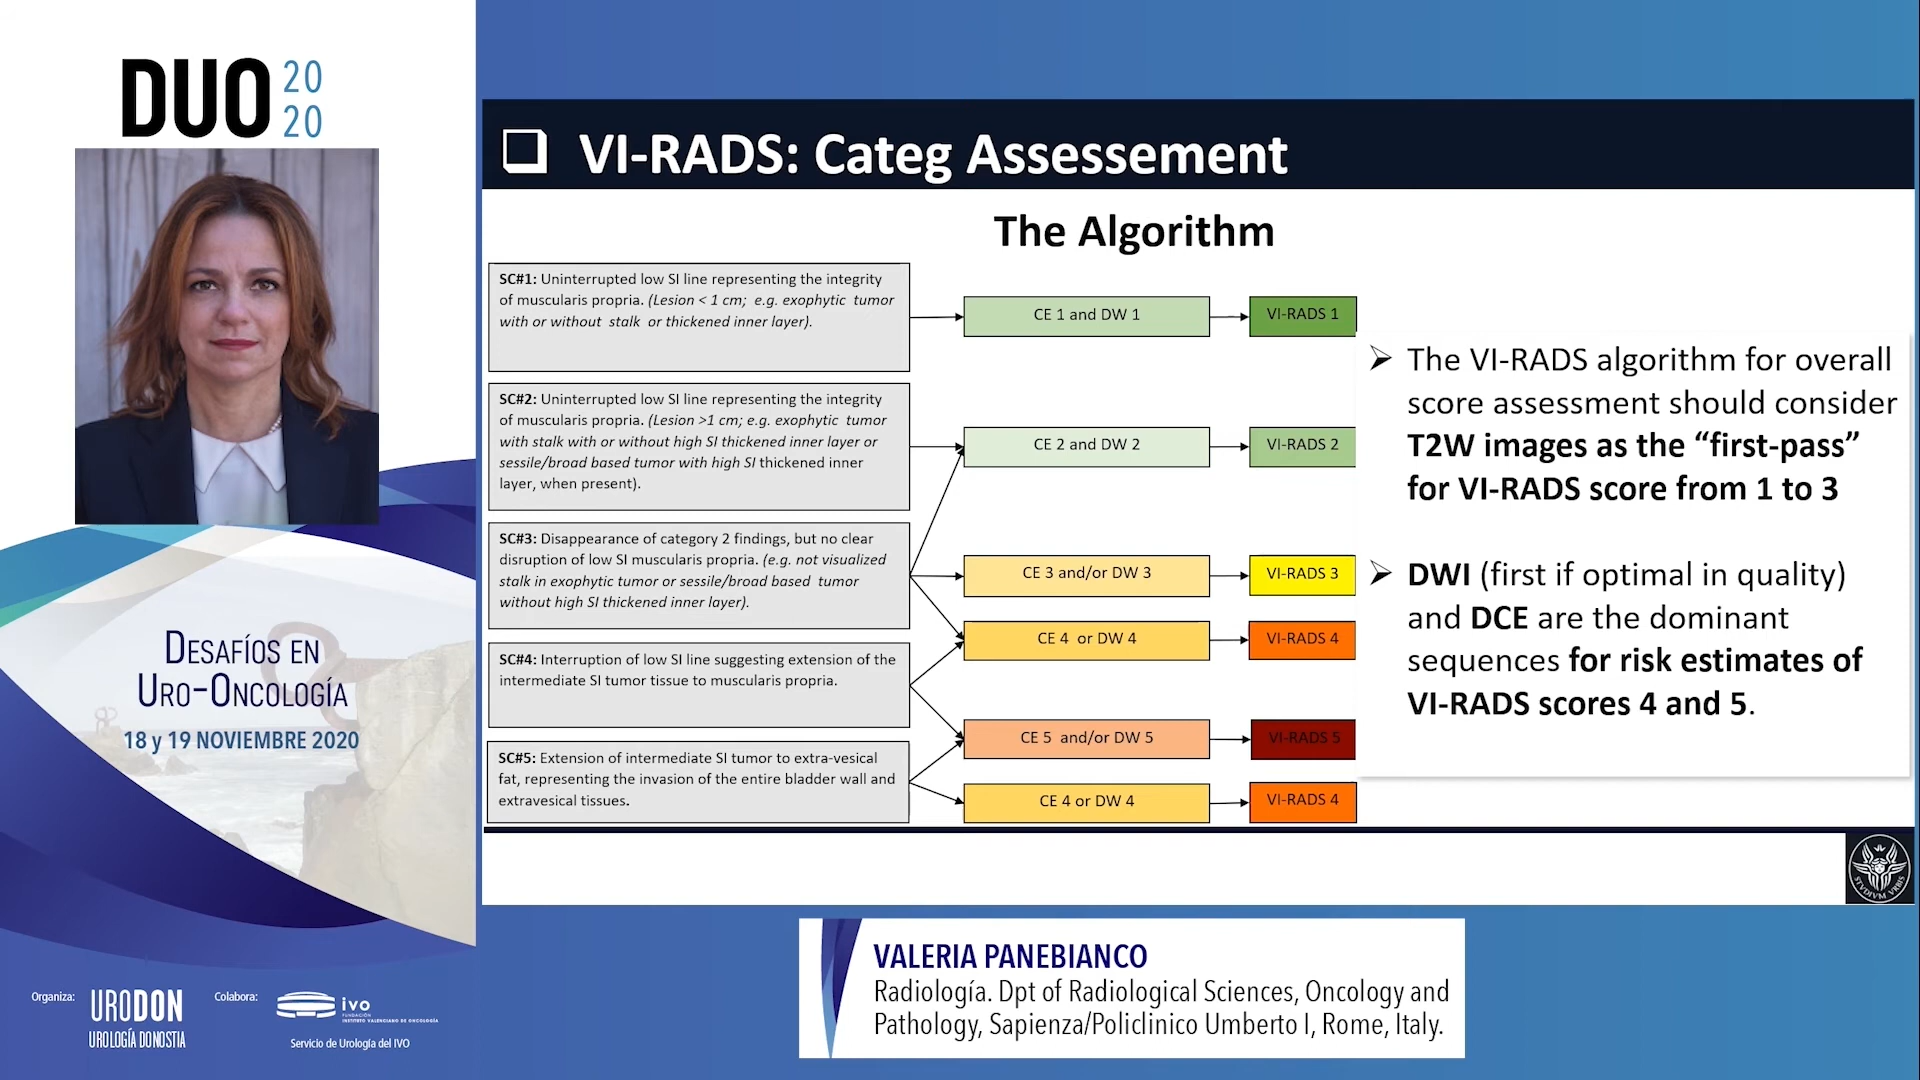 DUO 20
20
DESAFÍOS EN
URO-ONCOLOGÍA
18 y 19 NOVIEMBRE 2020
Organiza:
URODON
UROLOGÍA DONOSTIA
Colabora:
ivo
FUNDACIÓN
INSTITUTO VALENCIANO DE ONCOLOGÍA
Servicio de Urología del IVO
VI-RADS: Categ Assessement
The Algorithm
SC#1: Uninterrupted low SI line representing the integrity
of muscularis propria. (Lesion < 1 cm; e.g. exophytic tumor
with or without stalk or thickened inner layer).
CE 1 and DW 1
VI-RADS 1
SC#2: Uninterrupted low SI line representing the integrity
of muscularis propria. (Lesion >1 cm; e.g. exophytic tumor
with stalk with or without high SI thickened inner layer or
sessile/broad based tumor with high SI thickened inner
layer, when present).
CE 2 and DW 2
VI-RADS 2
SC#3: Disappearance of category 2 findings, but no clear
disruption of low SI muscularis propria. (e.g. not visualized
stalk in exophytic tumor or sessile/broad based tumor
without high SI thickened inner layer).
CE 3 and/or DW 3
VI-RADS 3
CE 4 or DW 4
VI-RADS 4
SC#4: Interruption of low SI line suggesting extension of the
intermediate SI tumor tissue to muscularis propria.
CE 5 and/or DW 5
VI-RADS 5
SC#5: Extension of intermediate SI tumor to extra-vesical
fat, representing the invasion of the entire bladder wall and
extravesical tissues.
CE 4 or DW 4
VI-RADS 4
The VI-RADS algorithm for overall
score assessment should consider
T2W images as the “first-pass”
for VI-RADS score from 1 to 3
DWI (first if optimal in quality)
and DCE are the dominant
sequences for risk estimates of
VI-RADS scores 4 and 5.
STVDIVM VRBIS
VALERIA PANEBIANCO
Radiología. Dpt of Radiological Sciences, Oncology and
Pathology, Sapienza/Policlinico Umberto I, Rome, Italy.